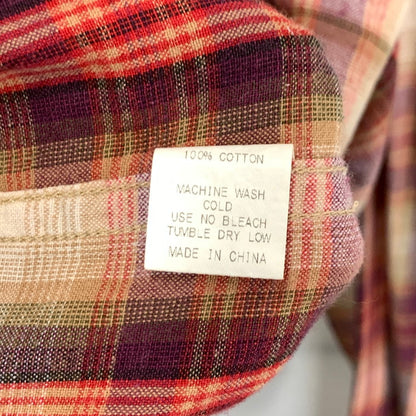 100% COTTON
MACHINE WASH
COLD
USE NO BLEACH
TUMBLE DRY LOW
MADE IN CHINA